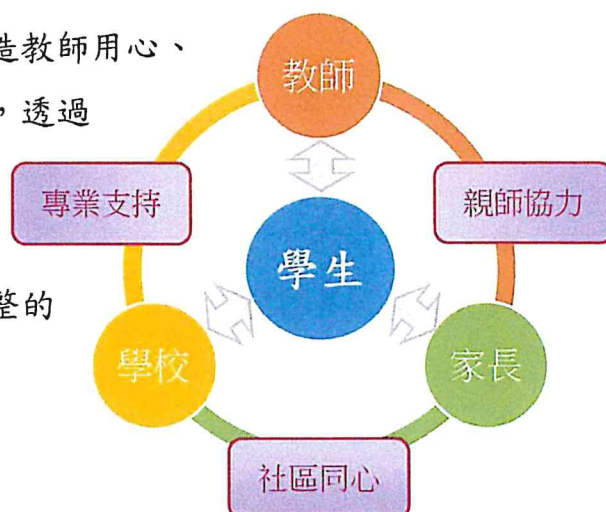 造教師用心、
，透過
整的
教師
專業支持
親師協力
學生
學校
家長
社區同心